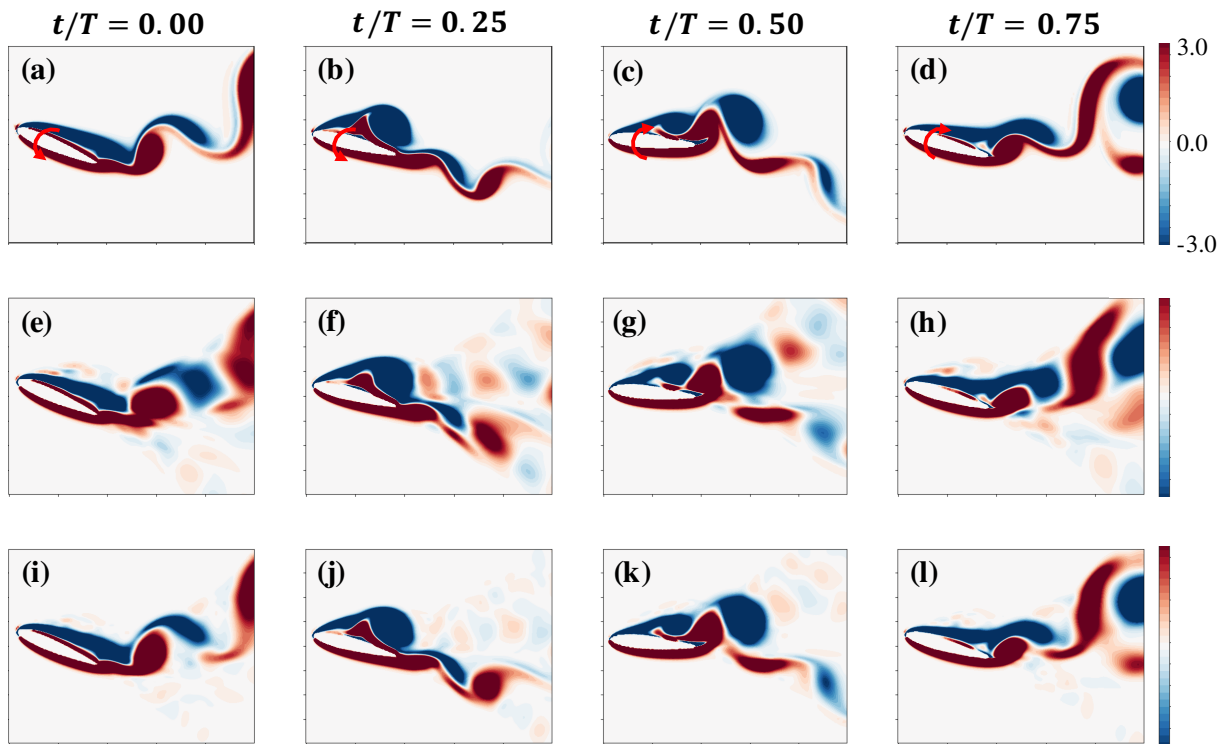 t/T = 0.00 t/T = 0.25 t/T = 0.50 t/T = 0.75
(a) (b) (c) (d) 3.0
0.0
-3.0
(e) (f) (g) (h)
(i) (j) (k) (l)